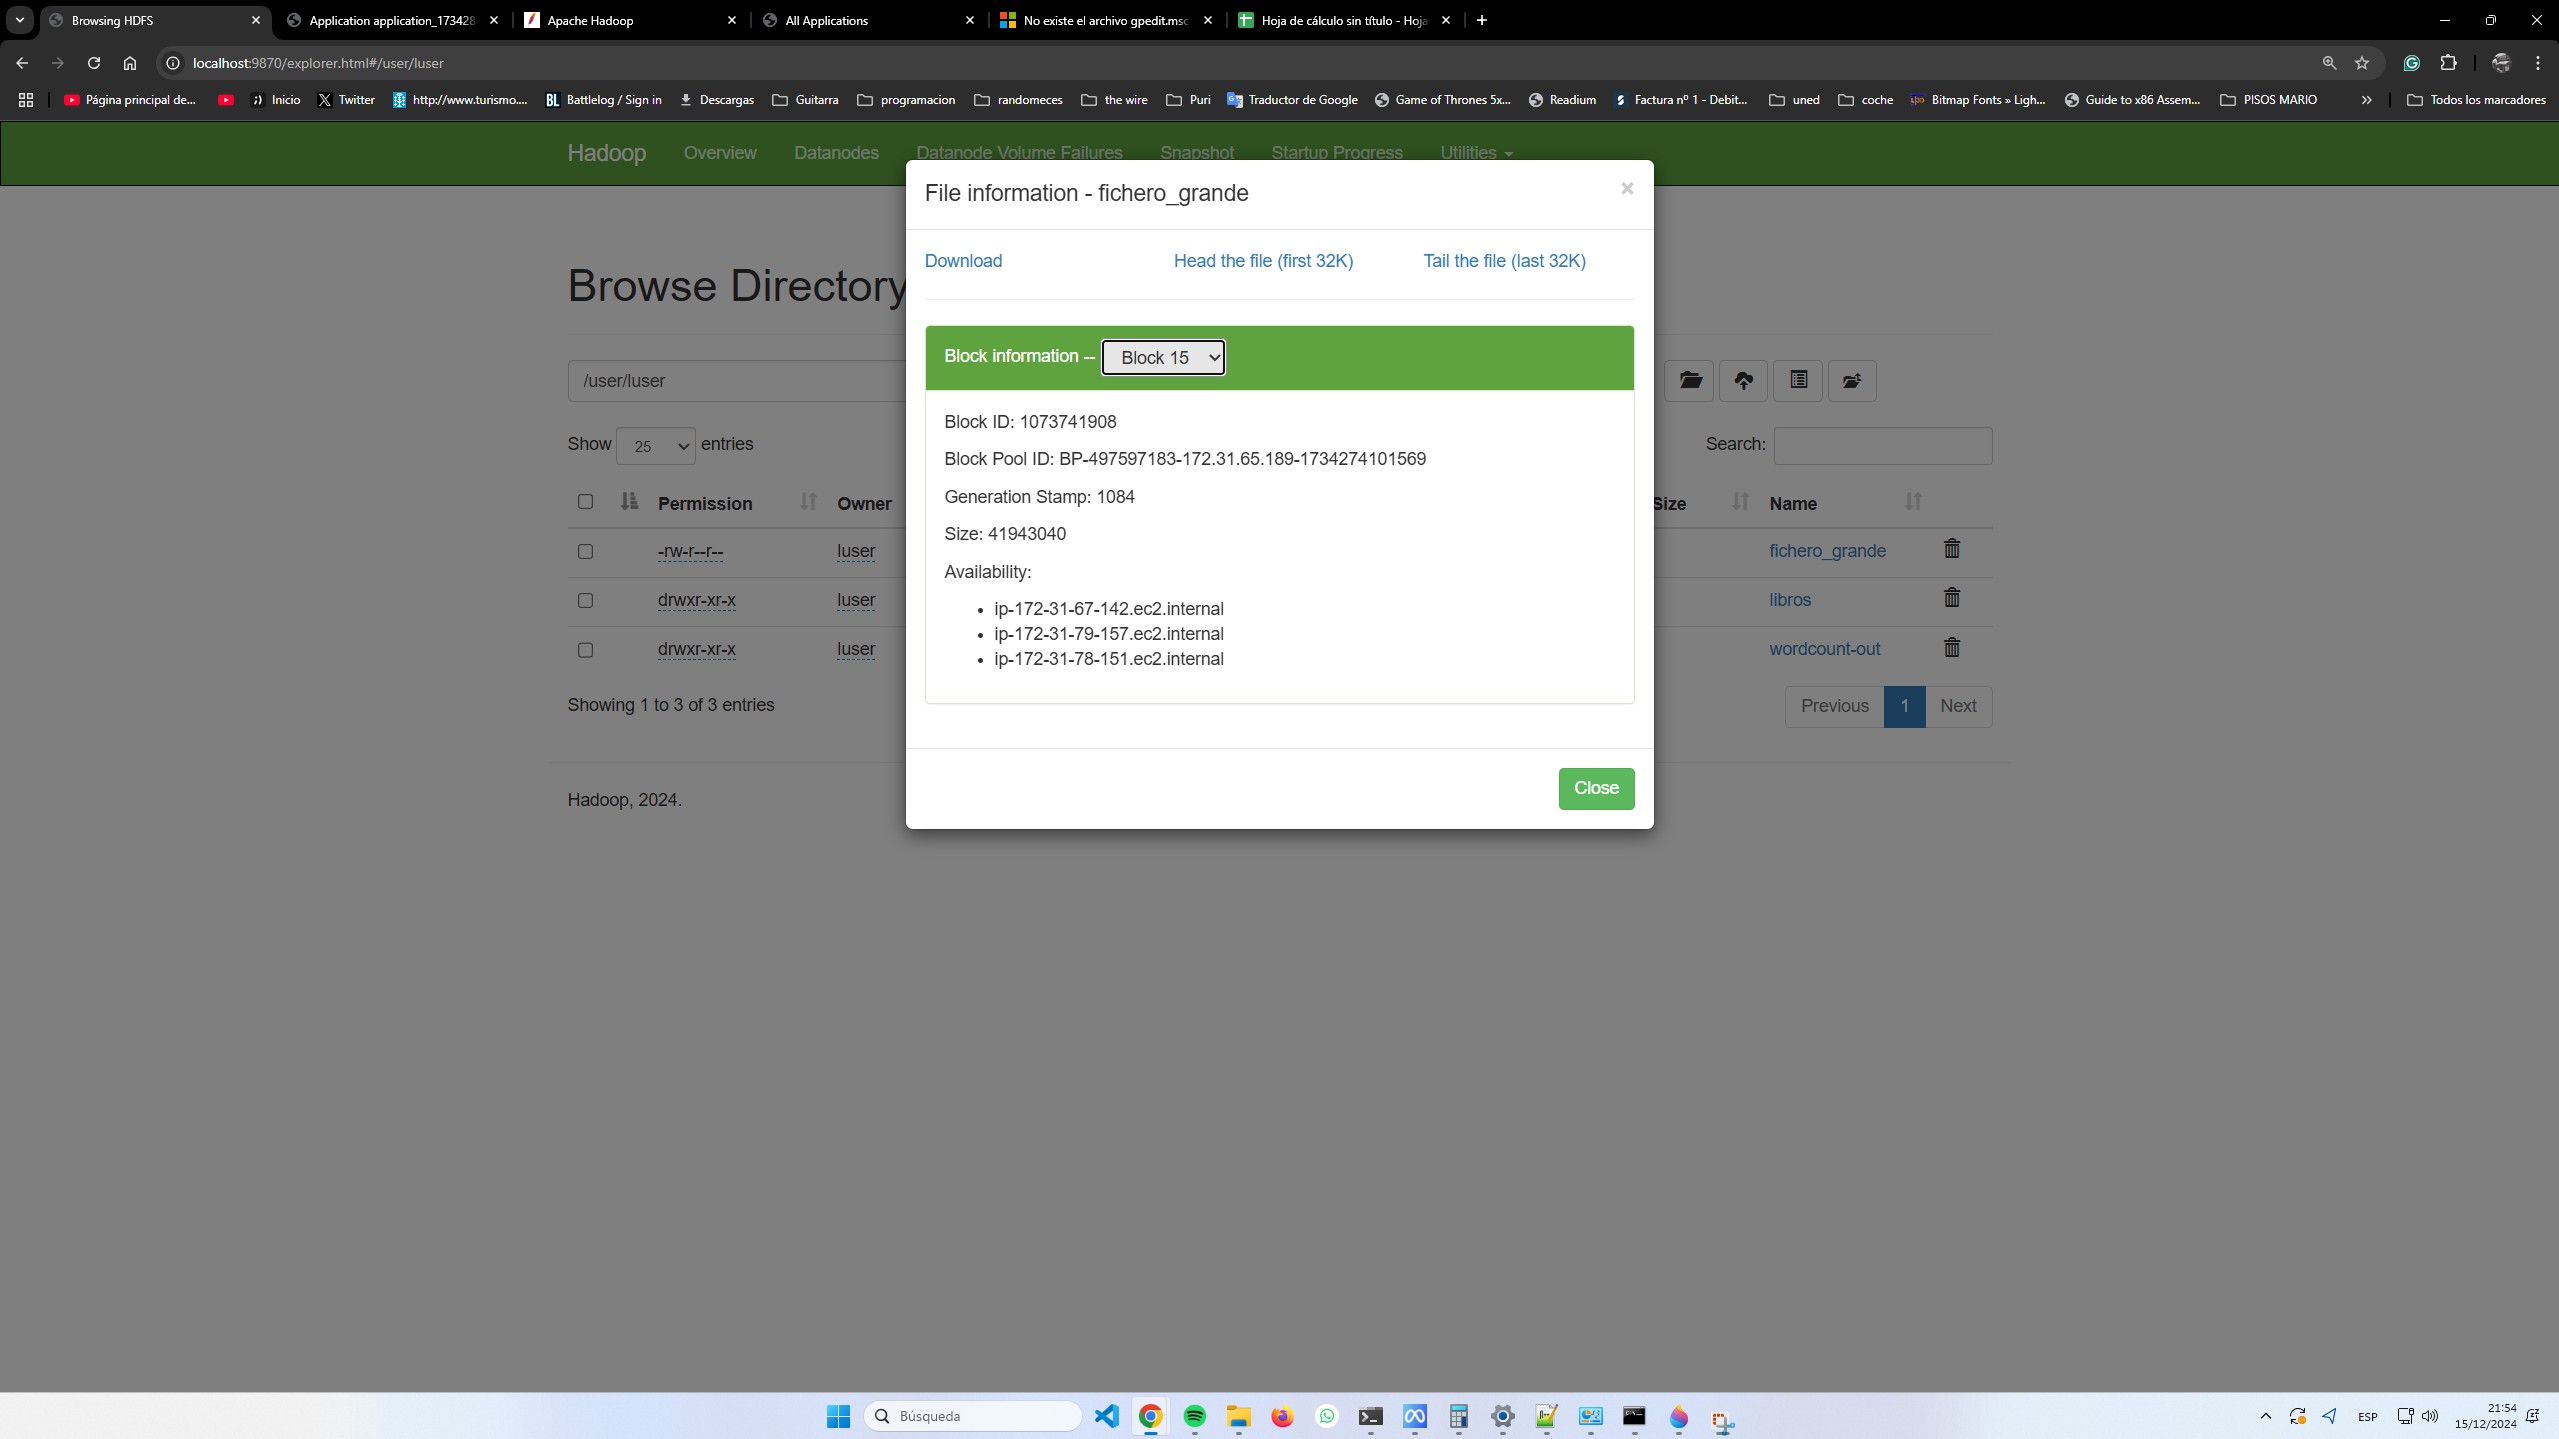 Browsing HDFS
Application application_173428
Apache Hadoop
All Applications
No existe el archivo gpedit.msc
Hoja de cálculo sin título - Hoja
localhost:9870/explorer.html#/user/luser
Página principal de...
Inicio
Twitter
http://www.turismo....
BL Battlelog / Sign in
Descargas
Guitarra
programacion
randomeces
the wire
Puri
Traductor de Google
Game of Thrones 5x...
Readium
Factura nº 1 - Debit...
uned
coche
Bitmap Fonts » Ligh...
Guide to x86 Assem...
PISOS MARIO
»
Todos los marcadores
Hadoop Overview Datanodes Datanode Volume Failures Snapshot Startup Progress Utilities
File information - fichero_grande ×
Download Head the file (first 32K) Tail the file (last 32K)
Browse Directory
Block information -- Block 15
/user/luser
Block ID: 1073741908
Show 25 entries
Search:
Block Pool ID: BP-497597183-172.31.65.189-1734274101569
Generation Stamp: 1084
Permission Owner Size Name
Size: 41943040
-rw-r--r-- luser fichero_grande
Availability:
drwxr-xr-x luser libros
ip-172-31-67-142.ec2.internal
ip-172-31-79-157.ec2.internal
drwxr-xr-x luser wordcount-out
ip-172-31-78-151.ec2.internal
Showing 1 to 3 of 3 entries
Previous 1 Next
Close
Hadoop, 2024.
Búsqueda
ESP
21:54
15/12/2024